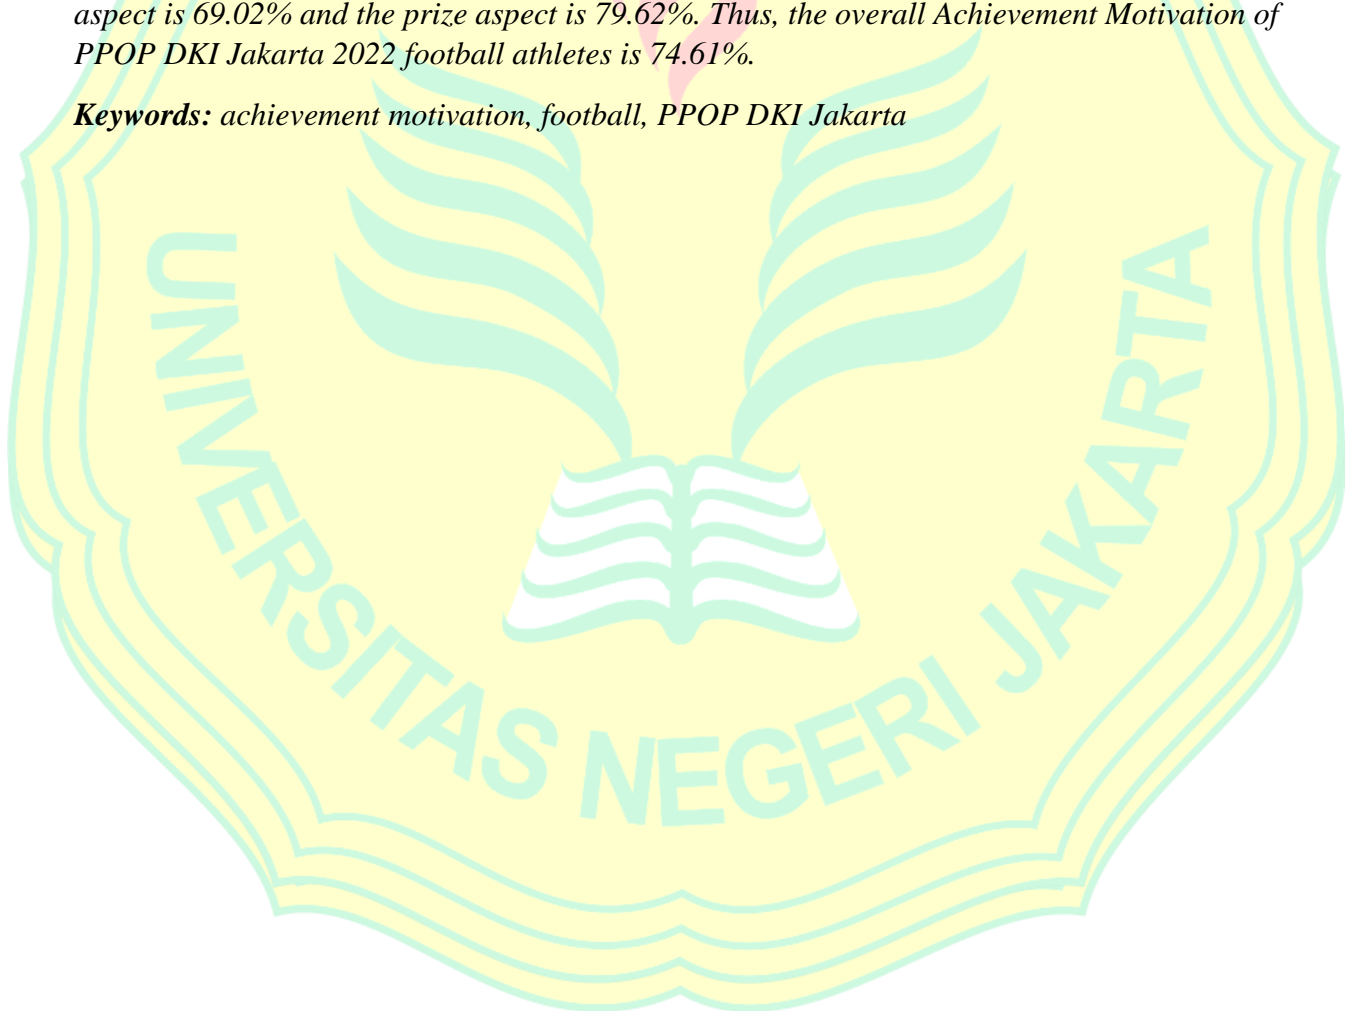 aspect is 69.02% and the prize aspect is 79.62%. Thus, the overall Achievement Motivation of
PPOP DKI Jakarta 2022 football athletes is 74.61%.
Keywords: achievement motivation, football, PPOP DKI Jakarta
UNIVERSITAS NEGERI JAKARTA